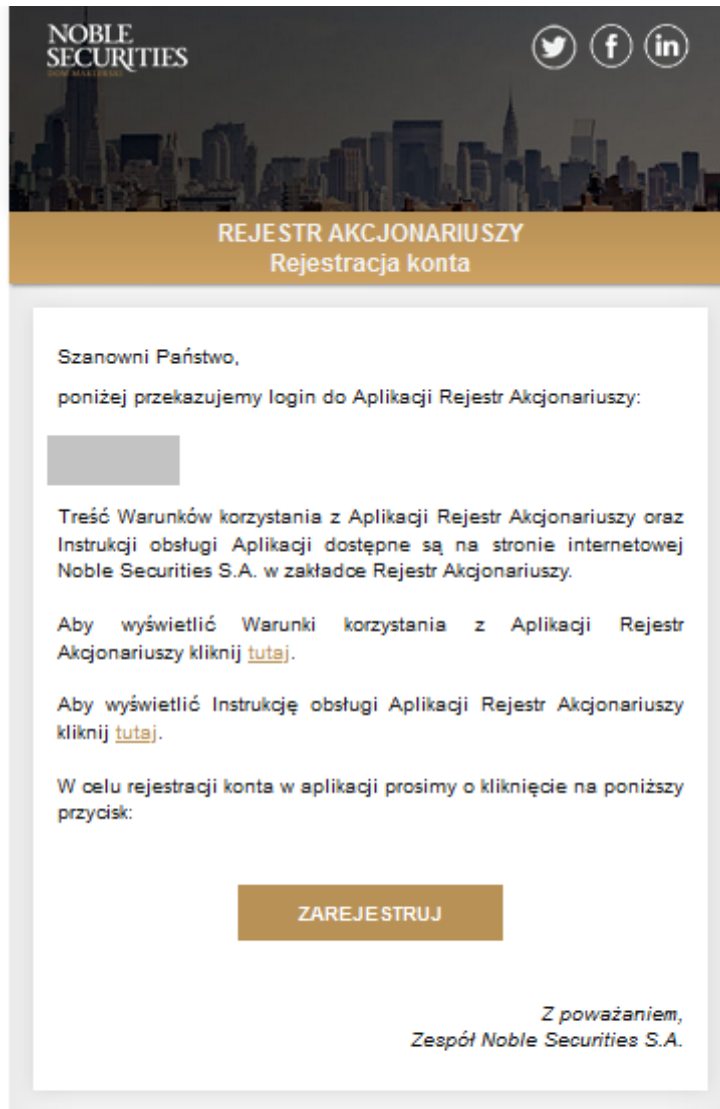 NOBLE
SECURITIES
DOM MAKLERSKI
REJESTR AKCJONARIUSZY
Rejestracja konta
Szanowni Państwo,
poniżej przekazujemy login do Aplikacji Rejestr Akcjonariuszy:
Treść Warunków korzystania z Aplikacji Rejestr Akcjonariuszy oraz
Instrukcji obsługi Aplikacji dostępne są na stronie internetowej
Noble Securities S.A. w zakładce Rejestr Akcjonariuszy.
Aby wyświetlić Warunki korzystania z Aplikacji Rejestr
Akcjonariuszy kliknij tutaj.
Aby wyświetlić Instrukcję obsługi Aplikacji Rejestr Akcjonariuszy
kliknij tutaj.
W celu rejestracji konta w aplikacji prosimy o kliknięcie na poniższy
przycisk:
ZAREJESTRUJ
Z poważaniem,
Zespół Noble Securities S.A.